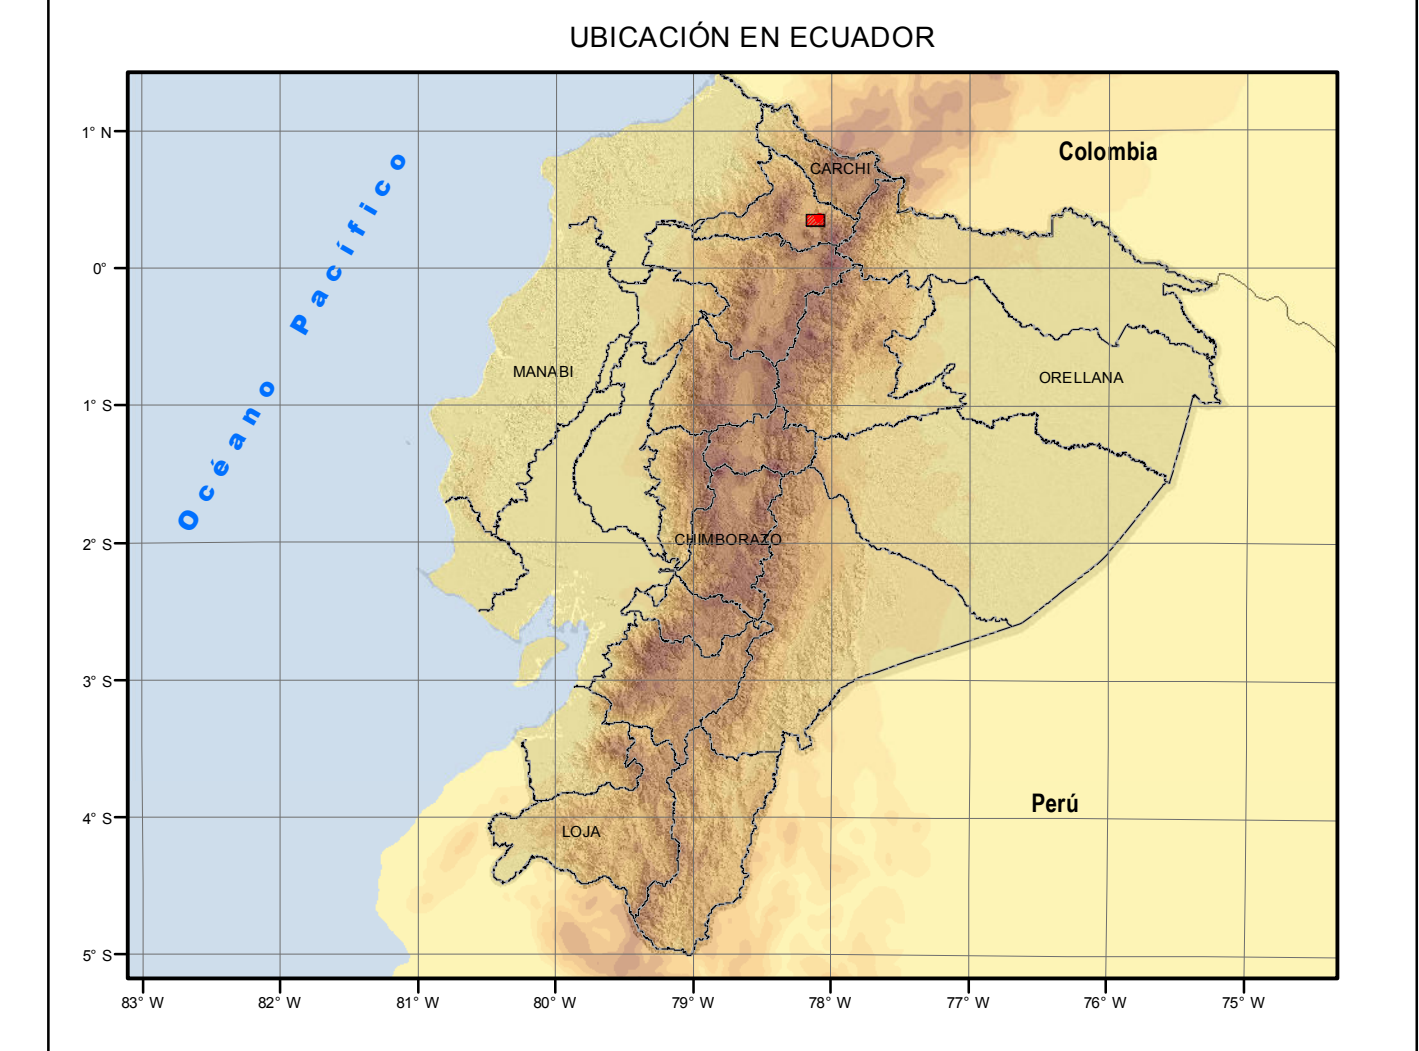 UBICACIÓN EN ECUADOR
1° N
Colombia
CARCHI
Océano Pacífico
0°
MANABI
ORELLANA
1° S
2° S
CHIMBORAZO
3° S
Perú
4° S
LOJA
5° S
83° W 82° W 81° W 80° W 79° W 78° W 77° W 76° W 75° W